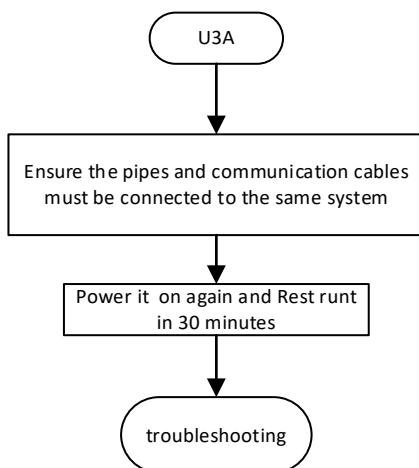 U3A
Ensure the pipes and communication cables
must be connected to the same system
Power it on again and Rest runt
in 30 minutes
troubleshooting